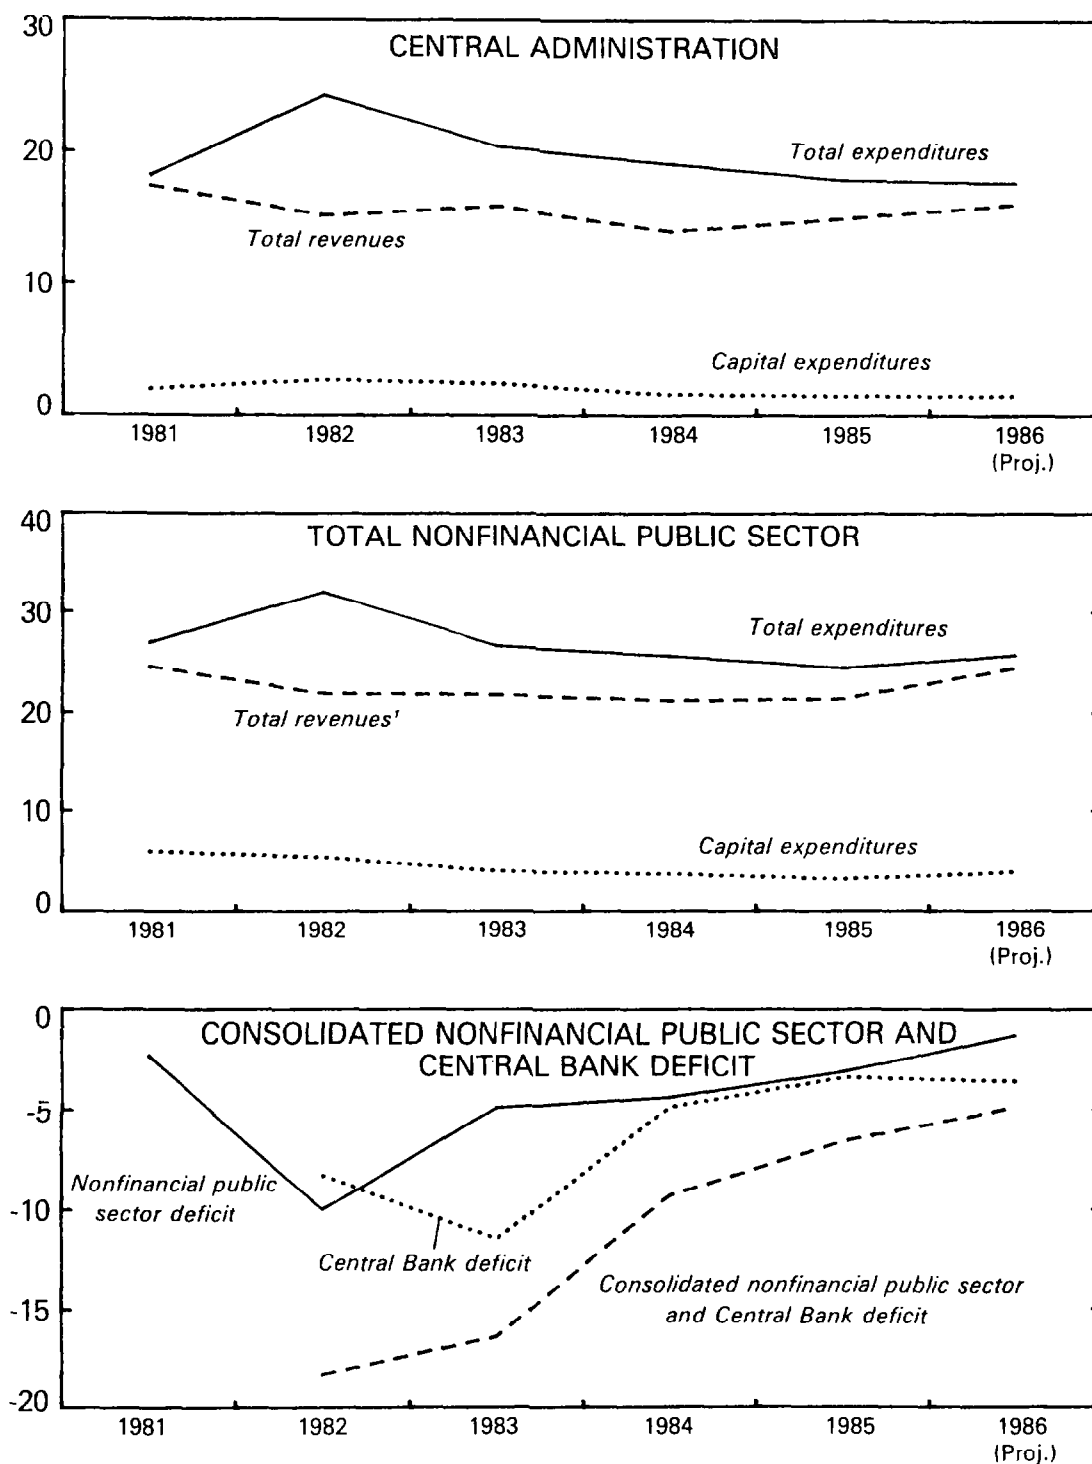 CENTRAL ADMINISTRATION
30
20
10
0
Total expenditures
Total revenues
Capital expenditures
1981 1982 1983 1984 1985 1986
(Proj.)
TOTAL NONFINANCIAL PUBLIC SECTOR
40
30
20
10
0
Total expenditures
Total revenues¹
Capital expenditures
1981 1982 1983 1984 1985 1986
(Proj.)
CONSOLIDATED NONFINANCIAL PUBLIC SECTOR AND
CENTRAL BANK DEFICIT
0
-5
-10
-15
-20
Nonfinancial public
sector deficit
Central Bank deficit
Consolidated nonfinancial public sector
and Central Bank deficit
1981 1982 1983 1984 1985 1986
(Proj.)